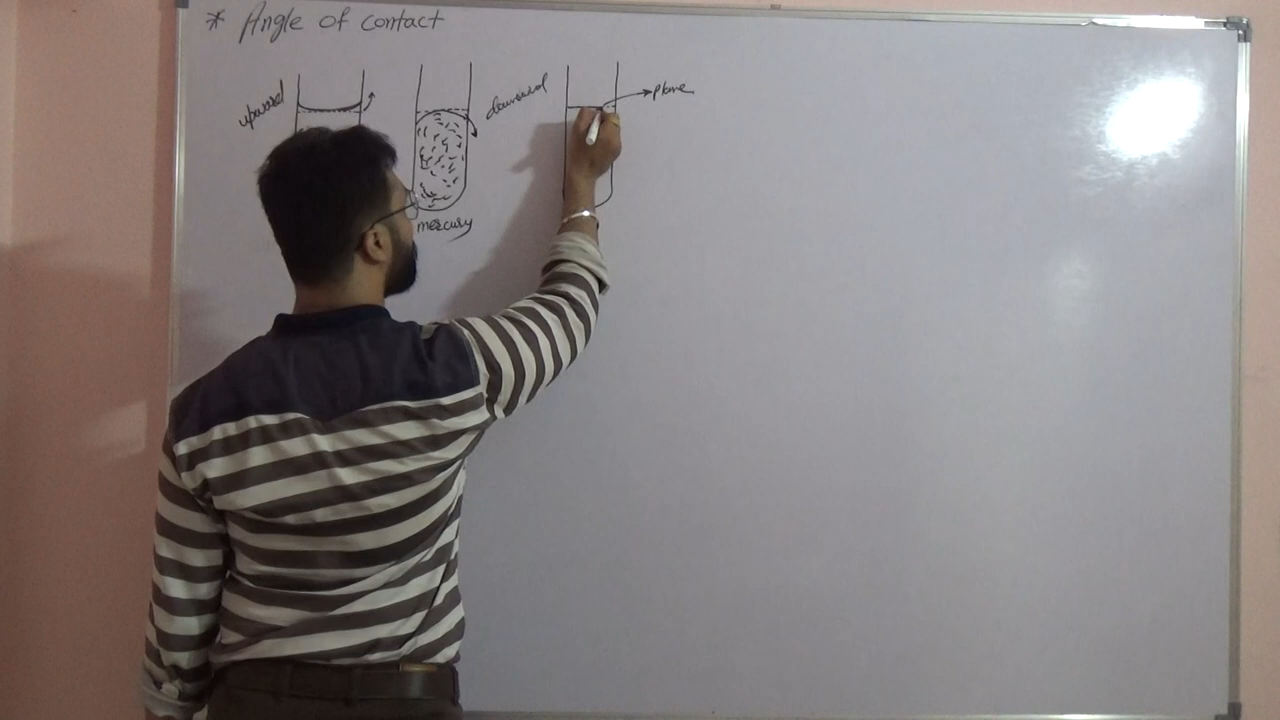 * Angle of contact
upward
downward
plane
mercury